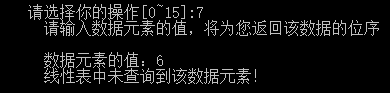 请选择你的操作[0~15]:7
请输入数据元素的值，将为您返回该数据的位序
数据元素的值：6
线性表中未查询到该数据元素!